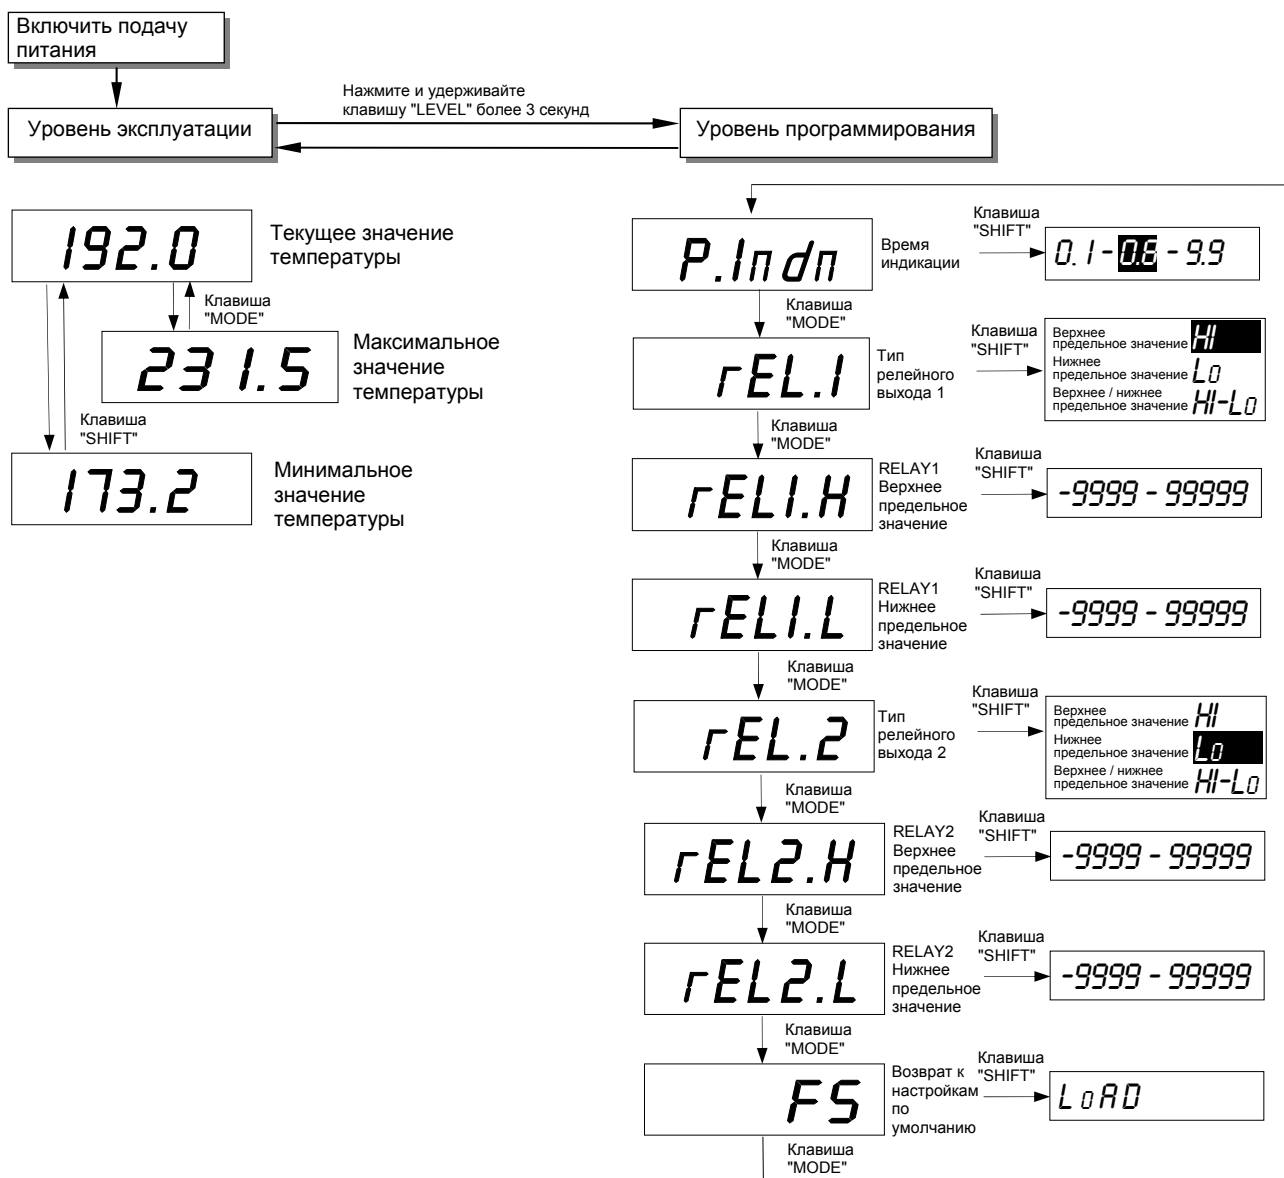 Включить подачу
питания
Уровень эксплуатации
Нажмите и удерживайте
клавишу "LEVEL" более 3 секунд
Уровень программирования
192.0
Текущее значение
температуры
Клавиша
"MODE"
231.5
Максимальное
значение
температуры
Клавиша
"SHIFT"
173.2
Минимальное
значение
температуры
P.Indn
Время
индикации
Клавиша
"SHIFT"
0.1 - 0.6 - 9.9
Клавиша
"MODE"
rEL.1
Тип
релейного
выхода 1
Клавиша
"SHIFT"
Верхнее
предельное значение HI
Нижнее
предельное значение Lo
Верхнее / нижнее
предельное значение HI-Lo
Клавиша
"MODE"
rEL1.H
RELAY1
Верхнее
предельное
значение
Клавиша
"SHIFT"
-9999 - 99999
Клавиша
"MODE"
rEL1.L
RELAY1
Нижнее
предельное
значение
Клавиша
"SHIFT"
-9999 - 99999
Клавиша
"MODE"
rEL.2
Тип
релейного
выхода 2
Клавиша
"SHIFT"
Верхнее
предельное значение HI
Нижнее
предельное значение Lo
Верхнее / нижнее
предельное значение HI-Lo
Клавиша
"MODE"
rEL2.H
RELAY2
Верхнее
предельное
значение
Клавиша
"SHIFT"
-9999 - 99999
Клавиша
"MODE"
rEL2.L
RELAY2
Нижнее
предельное
значение
Клавиша
"SHIFT"
-9999 - 99999
Клавиша
"MODE"
FS
Возврат к
настройкам
по
умолчанию
Клавиша
"SHIFT"
LoAD
Клавиша
"MODE"